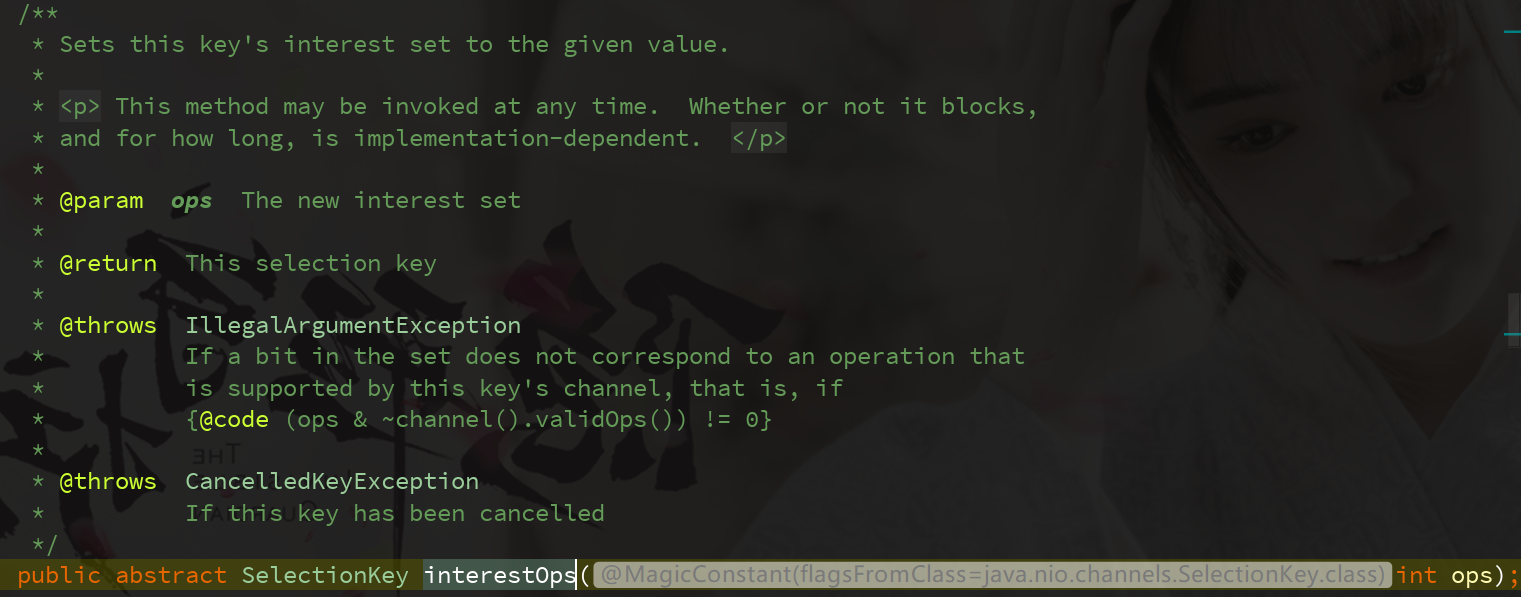 /**
 * Sets this key's interest set to the given value.
 *
 * <p> This method may be invoked at any time.  Whether or not it blocks,
 * and for how long, is implementation-dependent.  </p>
 *
 * @param  ops  The new interest set
 *
 * @return  This selection key
 *
 * @throws  IllegalArgumentException
 *          If a bit in the set does not correspond to an operation that
 *          is supported by this key's channel, that is, if
 *          {@code (ops & ~channel().validOps()) != 0}
 *
 * @throws  CancelledKeyException
 *          If this key has been cancelled
 */
public abstract SelectionKey interestOps(@MagicConstant(flagsFromClass=java.nio.channels.SelectionKey.class) int ops);
THE